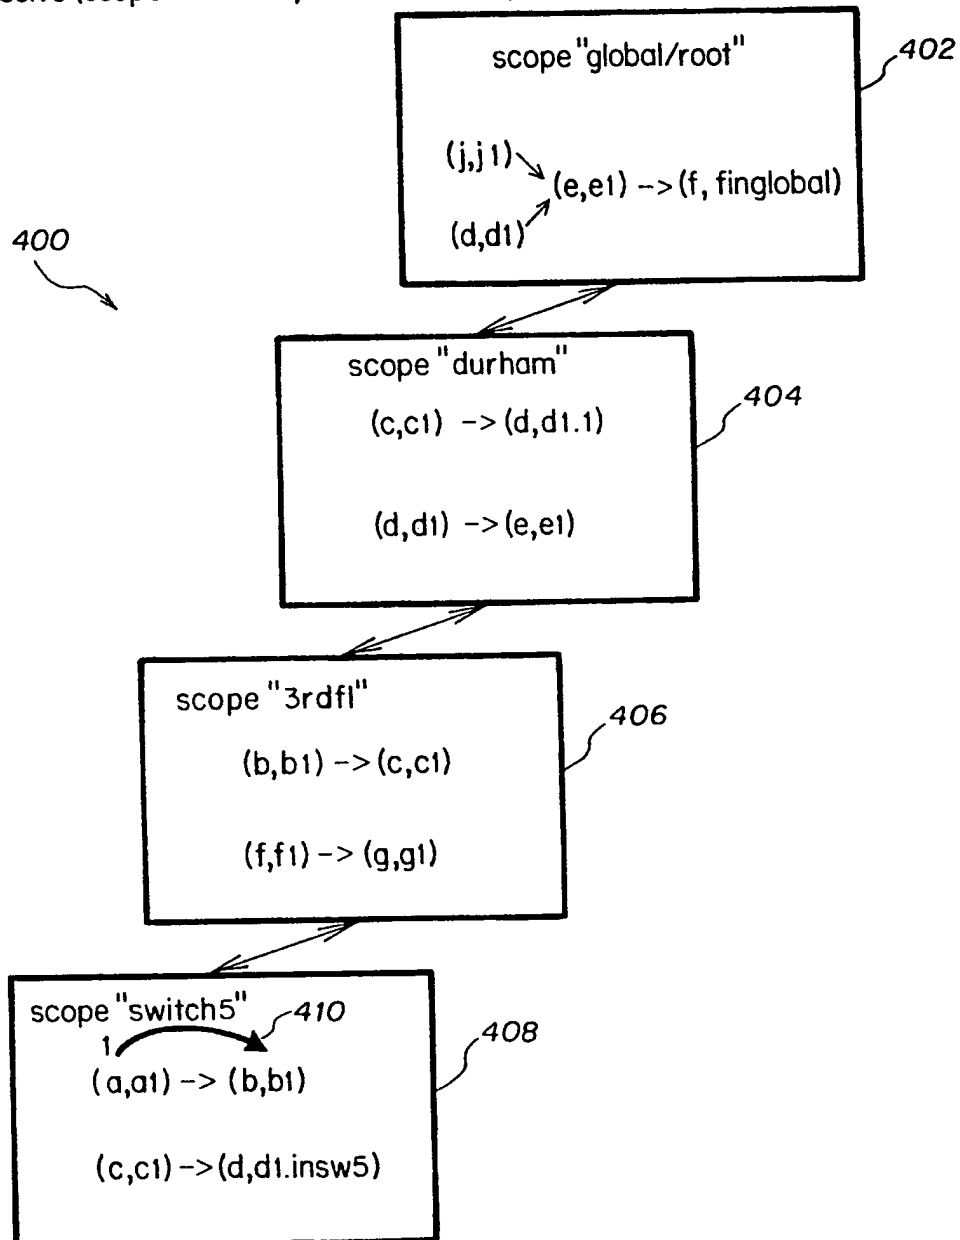 scope "global/root"
402
(j,j1)
(e,e1) -> (f, finglobal)
(d,d1)
400
scope "durham"
404
(c,c1) -> (d,d1.1)
(d,d1) -> (e,e1)
scope "3rdfl"
406
(b,b1) -> (c,c1)
(f,f1) -> (g,g1)
scope "switch5"
410
408
1
(a,a1) -> (b,b1)
(c,c1) -> (d,d1.insw5)